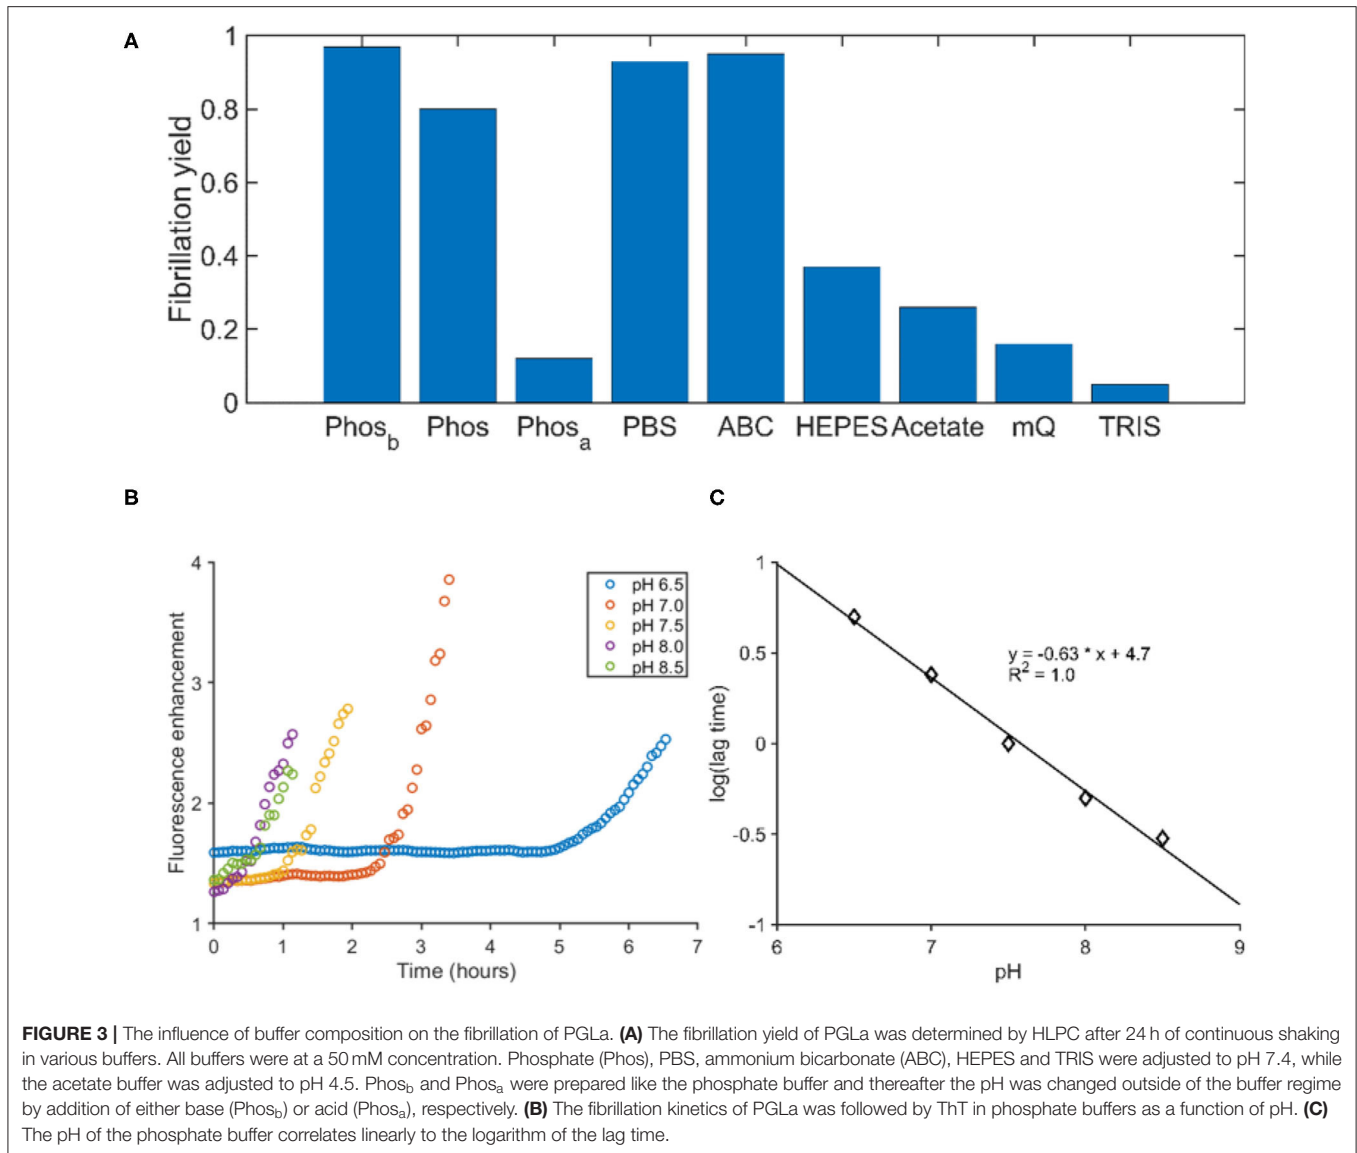 A
1
0.8
0.6
0.4
0.2
0
Fibrillation yield
Phosb Phos Phosa PBS ABC HEPES Acetate mQ TRIS
B
4
3
2
1
Fluorescence enhancement
0 1 2 3 4 5 6 7
Time (hours)
pH 6.5
pH 7.0
pH 7.5
pH 8.0
pH 8.5
C
1
0.5
0
-0.5
-1
log(lag time)
y = -0.63 * x + 4.7
R2 = 1.0
6 7 8 9
pH
FIGURE 3 | The influence of buffer composition on the fibrillation of PGLa. (A) The fibrillation yield of PGLa was determined by HLPC after 24 h of continuous shaking
in various buffers. All buffers were at a 50 mM concentration. Phosphate (Phos), PBS, ammonium bicarbonate (ABC), HEPES and TRIS were adjusted to pH 7.4, while
the acetate buffer was adjusted to pH 4.5. Phosb and Phosa were prepared like the phosphate buffer and thereafter the pH was changed outside of the buffer regime
by addition of either base (Phosb) or acid (Phosa), respectively. (B) The fibrillation kinetics of PGLa was followed by ThT in phosphate buffers as a function of pH. (C)
The pH of the phosphate buffer correlates linearly to the logarithm of the lag time.